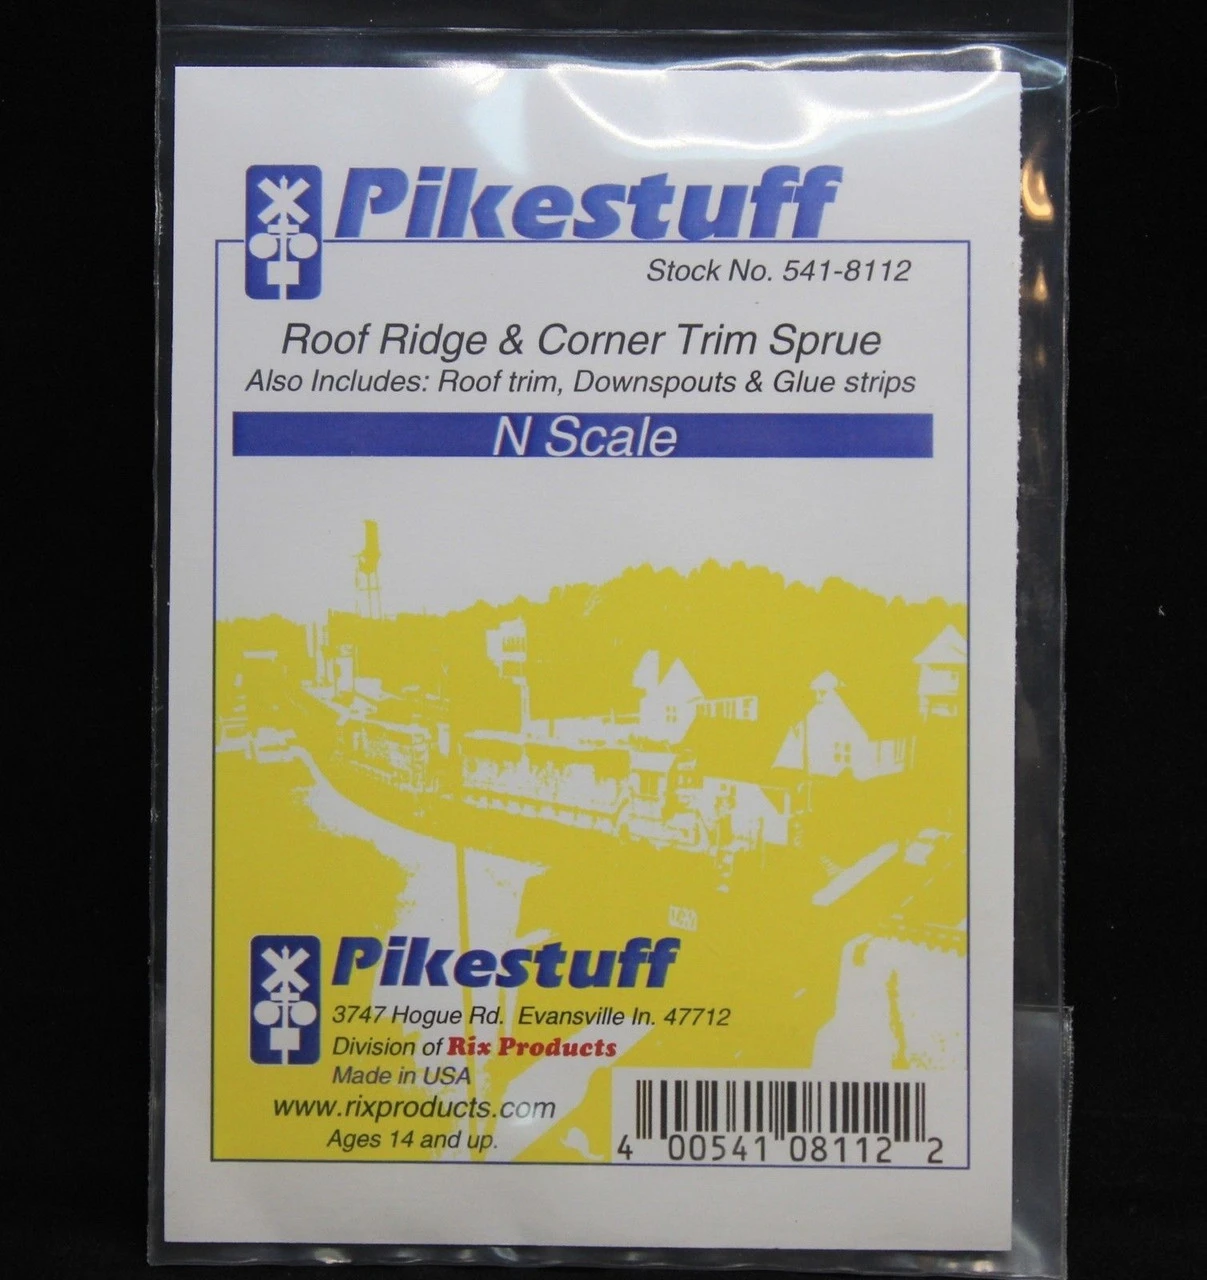 Pikestuff
Stock No. 541-8112
Roof Ridge & Corner Trim Sprue
Also Includes: Roof trim, Downspouts & Glue strips
N Scale
Pikestuff
3747 Hogue Rd. Evansville In. 47712
Division of Rix Products
Made in USA
www.rixproducts.com
Ages 14 and up.
4 00541 08112 2